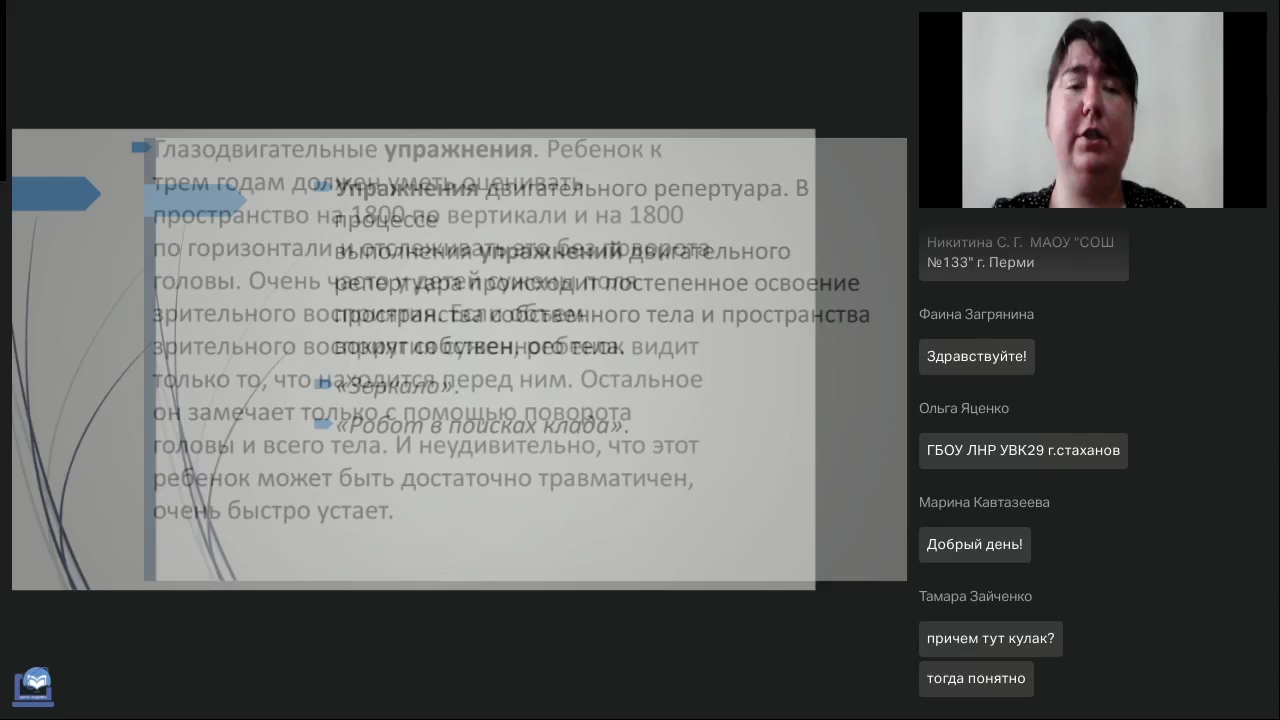 Глазодвигательные упражнения. Ребенок к
трем годам должен уметь оценивать
пространство на 1800 по вертикали и на 1800
по горизонтали и отслеживать это без поворота
головы. Очень часто у детей сужены поля
зрительного восприятия. Если объем
зрительного восприятия сужен, ребенок видит
только то, что находится перед ним. Остальное
он замечает только с помощью поворота
головы и всего тела. И неудивительно, что этот
ребенок может быть достаточно травматичен,
очень быстро устает.
Упражнения двигательного репертуара. В
процессе
выполнения упражнений двигательного
репертуара происходит постепенное освоение
пространства собственного тела и пространства
вокруг собственного тела.
«Зеркало».
«Робот в поисках клада».
Никитина С. Г. МАОУ "СОШ
№133" г. Перми
Фаина Загрянина
Здравствуйте!
Ольга Яценко
ГБОУ ЛНР УВК29 г.стаханов
Марина Кавтазеева
Добрый день!
Тамара Зайченко
причем тут кулак?
тогда понятно